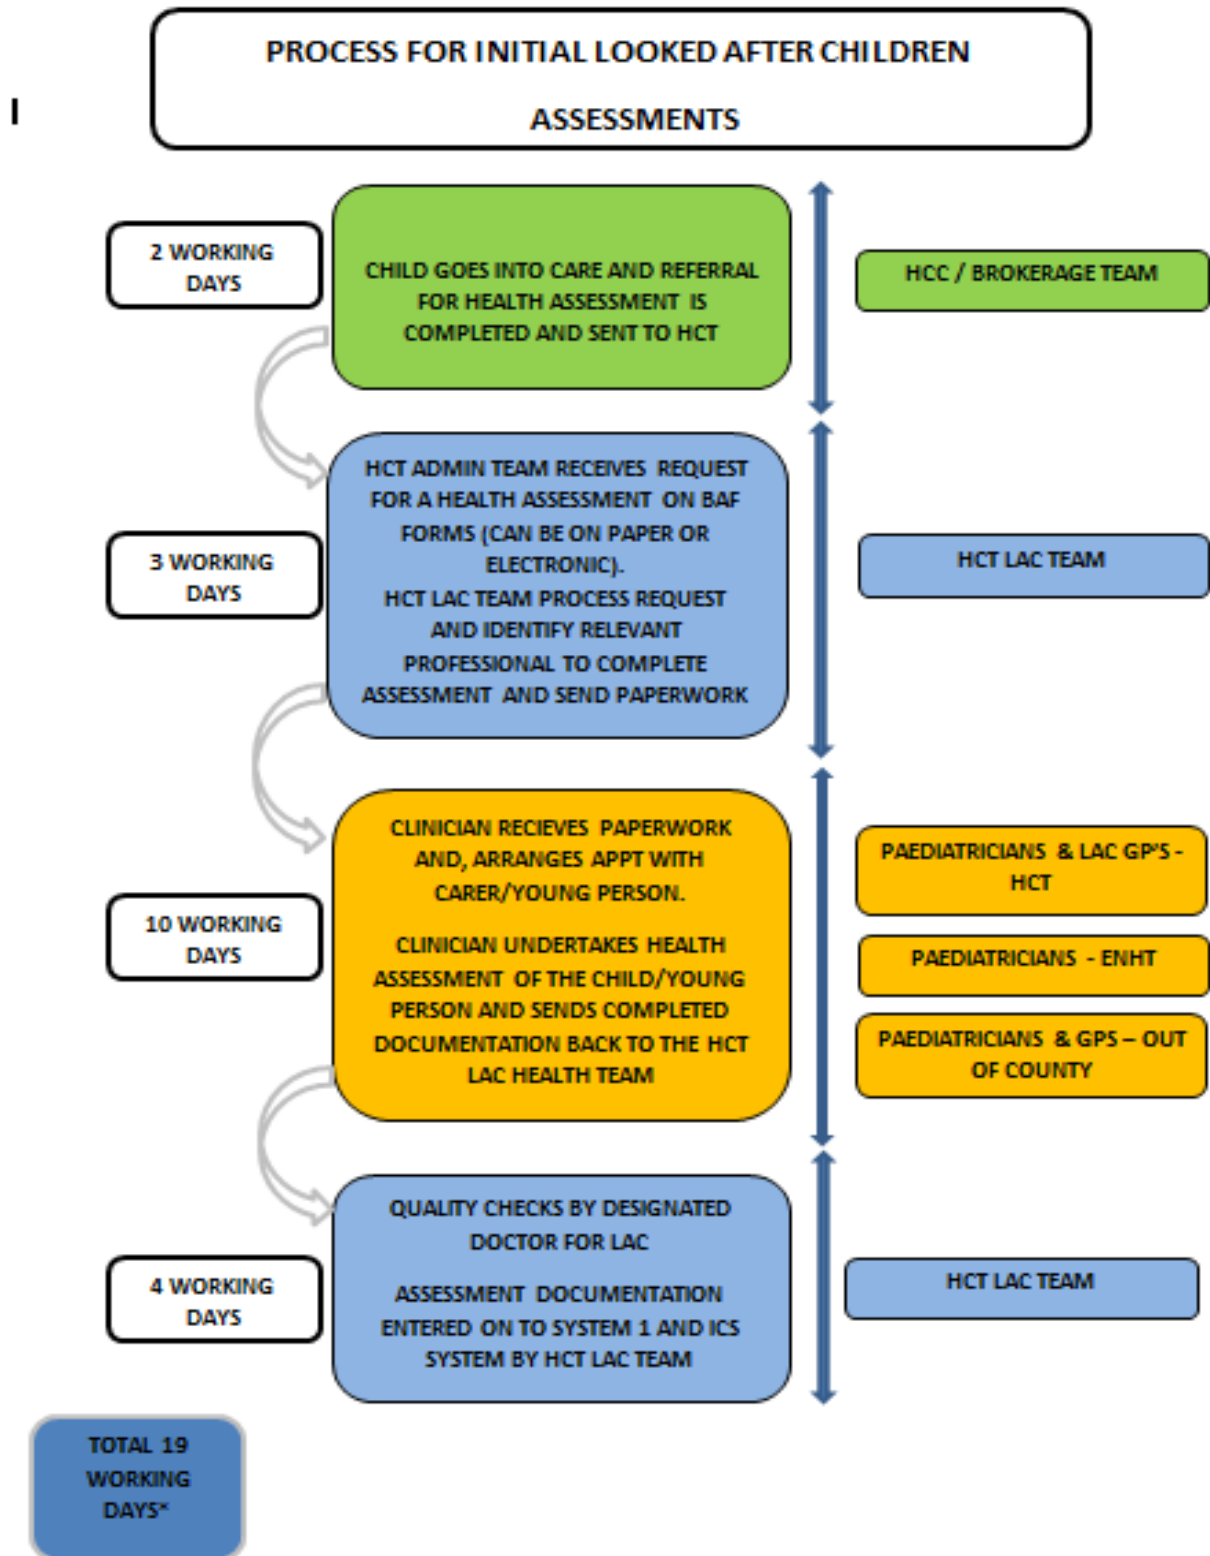 PROCESS FOR INITIAL LOOKED AFTER CHILDREN
ASSESSMENTS
I
2 WORKING
DAYS
CHILD GOES INTO CARE AND REFERRAL
FOR HEALTH ASSESSMENT IS
COMPLETED AND SENT TO HCT
HCC / BROKERAGE TEAM
3 WORKING
DAYS
HCT ADMIN TEAM RECEIVES REQUEST
FOR A HEALTH ASSESSMENT ON BAF
FORMS (CAN BE ON PAPER OR
ELECTRONIC).
HCT LAC TEAM PROCESS REQUEST
AND IDENTIFY RELEVANT
PROFESSIONAL TO COMPLETE
ASSESSMENT AND SEND PAPERWORK
HCT LAC TEAM
10 WORKING
DAYS
CLINICIAN RECIEVES PAPERWORK
AND, ARRANGES APPT WITH
CARER/YOUNG PERSON.
CLINICIAN UNDERTAKES HEALTH
ASSESSMENT OF THE CHILD/YOUNG
PERSON AND SENDS COMPLETED
DOCUMENTATION BACK TO THE HCT
LAC HEALTH TEAM
PAEDIATRICIANS & LAC GP'S -
HCT
PAEDIATRICIANS - ENHT
PAEDIATRICIANS & GPS – OUT
OF COUNTY
4 WORKING
DAYS
QUALITY CHECKS BY DESIGNATED
DOCTOR FOR LAC
ASSESSMENT DOCUMENTATION
ENTERED ON TO SYSTEM 1 AND ICS
SYSTEM BY HCT LAC TEAM
HCT LAC TEAM
TOTAL 19
WORKING
DAYS*